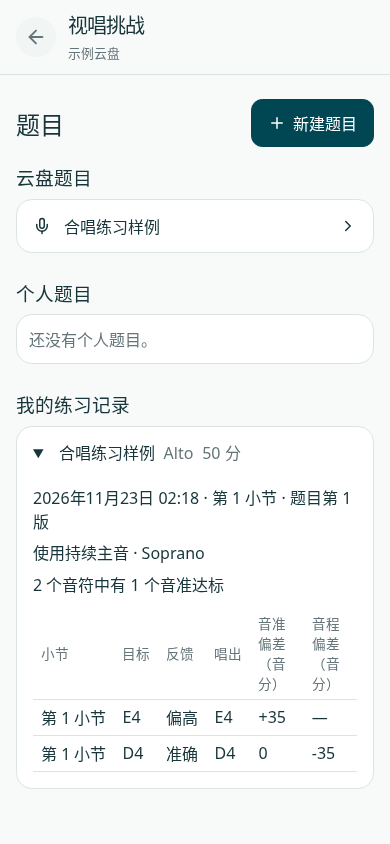 视唱挑战
示例云盘
题目
新建题目
云盘题目
合唱练习样例
个人题目
还没有个人题目。
我的练习记录
合唱练习样例 Alto 50 分
2026年11月23日 02:18 · 第 1 小节 · 题目第 1
版
使用持续主音 · Soprano
2 个音符中有 1 个音准达标
小节 目标 反馈 唱出 音准偏差（音分） 音程偏差（音分）
第 1 小节 E4 偏高 E4 +35 —
第 1 小节 D4 准确 D4 0 -35